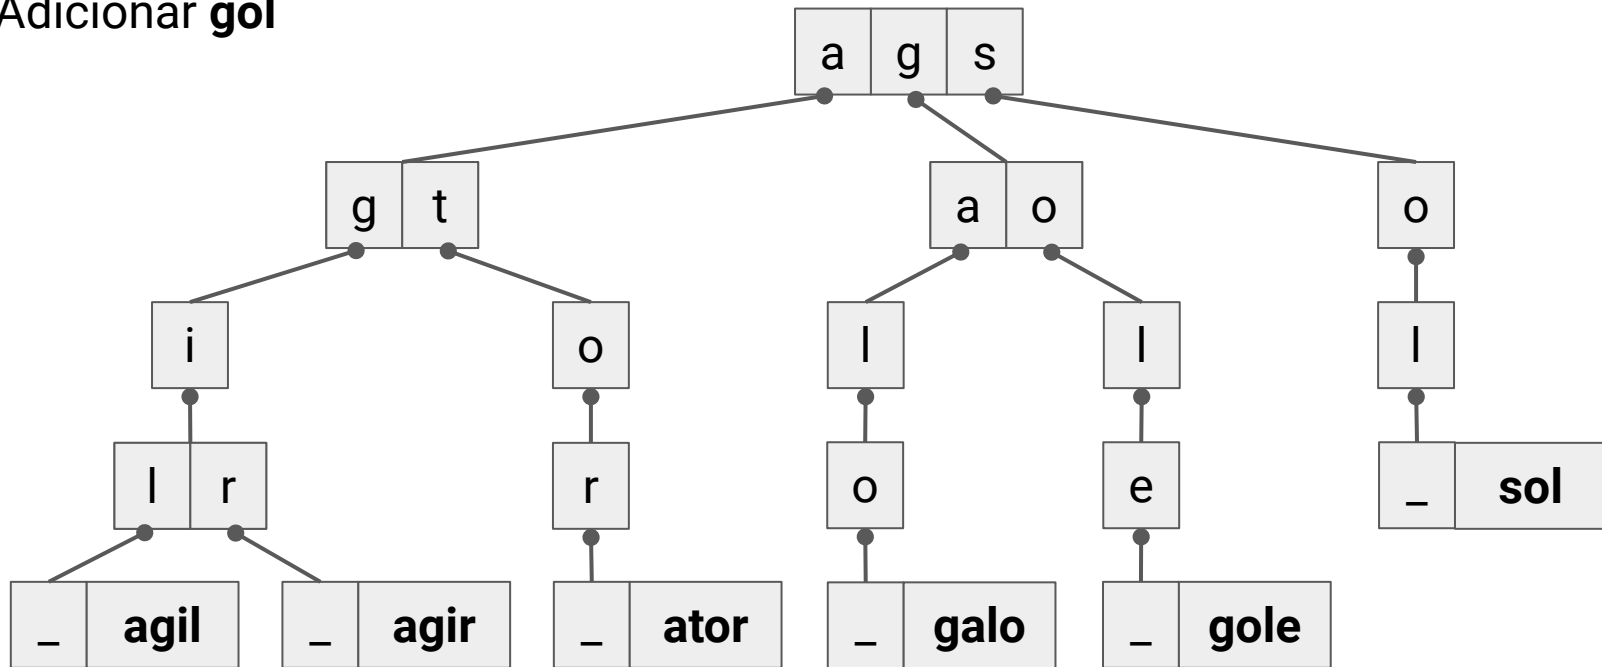 Adicionar gol
a g s
g t a o o
i o l l l
l r r o e _ sol
_ agil _ agir _ ator _ galo _ gole